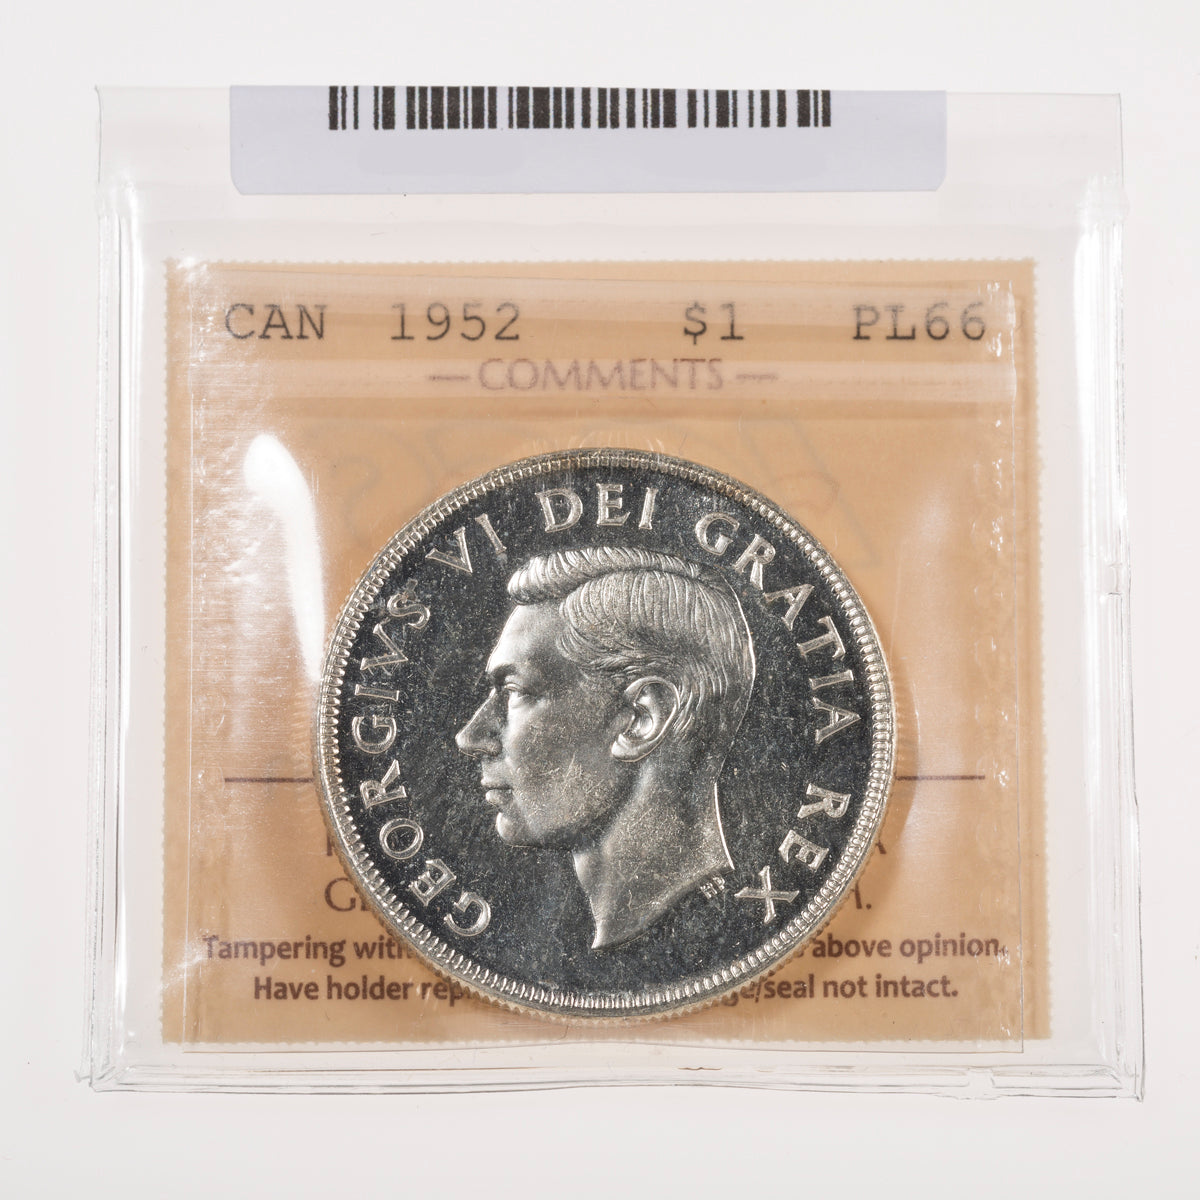 CAN 1952 $1 PL66
— COMMENTS —
GEORGIVS VI DEI GRATIA REX
HP
Tampering with above opinion.
Have holder seal not intact.